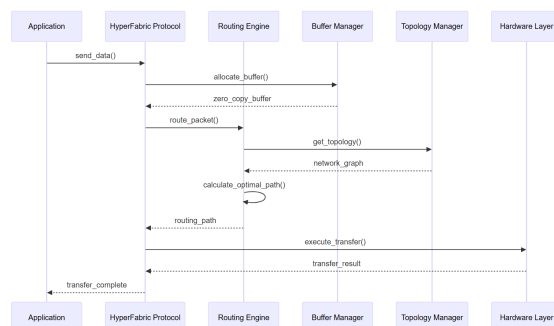 Application HyperFabric Protocol Routing Engine Buffer Manager Topology Manager Hardware Layer
send_data()
allocate_buffer()
zero_copy_buffer
route_packet()
get_topology()
network_graph
calculate_optimal_path()
routing_path
execute_transfer()
transfer_result
transfer_complete
Application HyperFabric Protocol Routing Engine Buffer Manager Topology Manager Hardware Layer